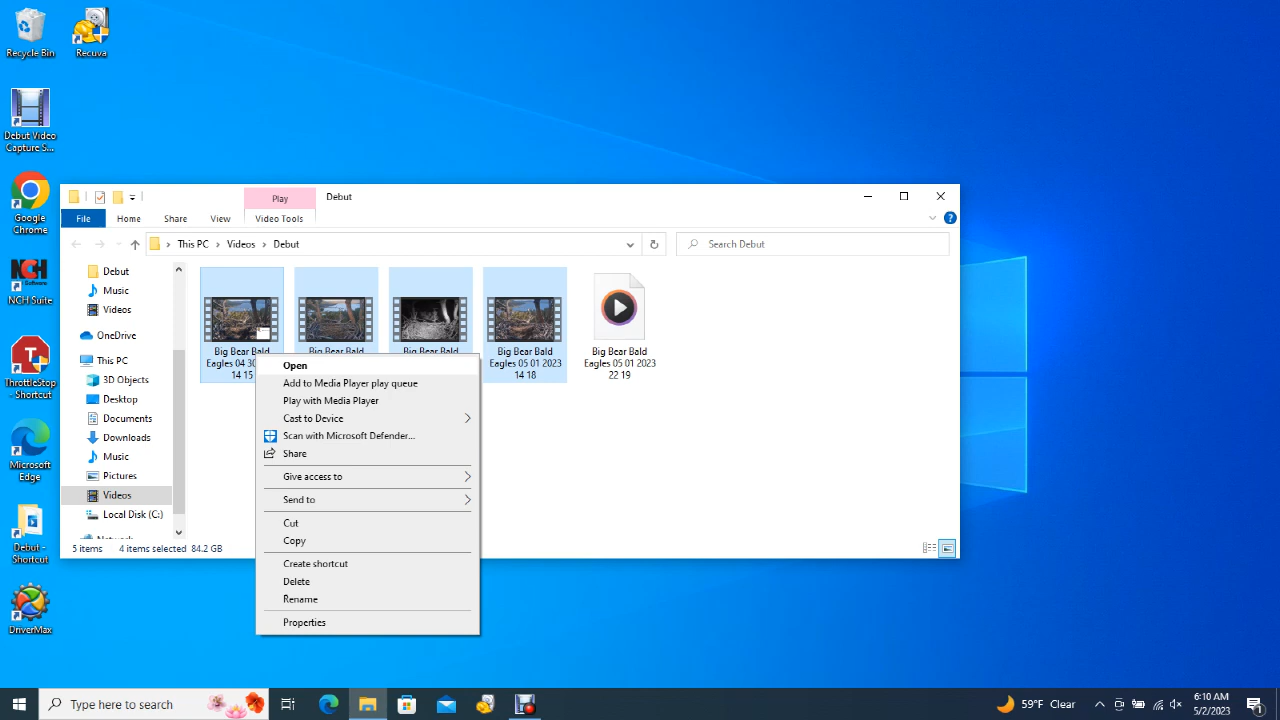 Recycle Bin
Recuva
Debut Video
Capture S...
Google
Chrome
NCH
Software
NCH Suite
ThrottleStop
- Shortcut
Microsoft
Edge
Debut -
Shortcut
DriverMax
Play
Debut
File
Home
Share
View
Video Tools
This PC
Videos
Debut
Search Debut
Debut
Music
Videos
OneDrive
This PC
3D Objects
Desktop
Documents
Downloads
Music
Pictures
Videos
Local Disk (C:)
Big Bear Bald
Eagles 04 30
14 15
Big Bear Bald
Big Bear Bald
Big Bear Bald
Eagles 05 01 2023
14 18
Big Bear Bald
Eagles 05 01 2023
22 19
Open
Add to Media Player play queue
Play with Media Player
Cast to Device
Scan with Microsoft Defender...
Share
Give access to
Send to
Cut
Copy
Create shortcut
Delete
Rename
Properties
5 items 4 items selected 84.2 GB
Type here to search
59°F Clear
6:10 AM
5/2/2023
1